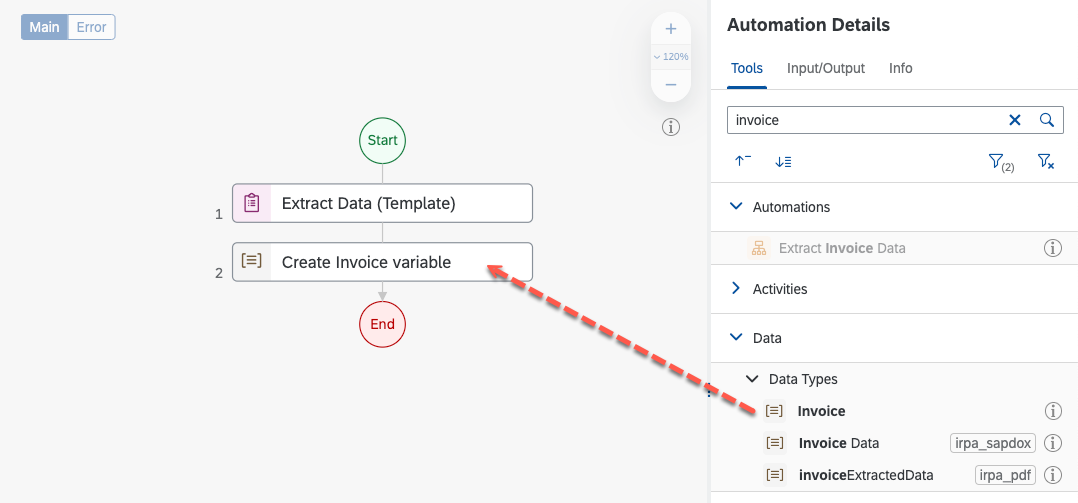 Main Error
Automation Details
Tools Input/Output Info
120%
invoice
Start
(2)
Automations
1 Extract Data (Template)
Extract Invoice Data
2 Create Invoice variable
Activities
End
Data
Data Types
Invoice
Invoice Data irpa_sapdox
invoiceExtractedData irpa_pdf